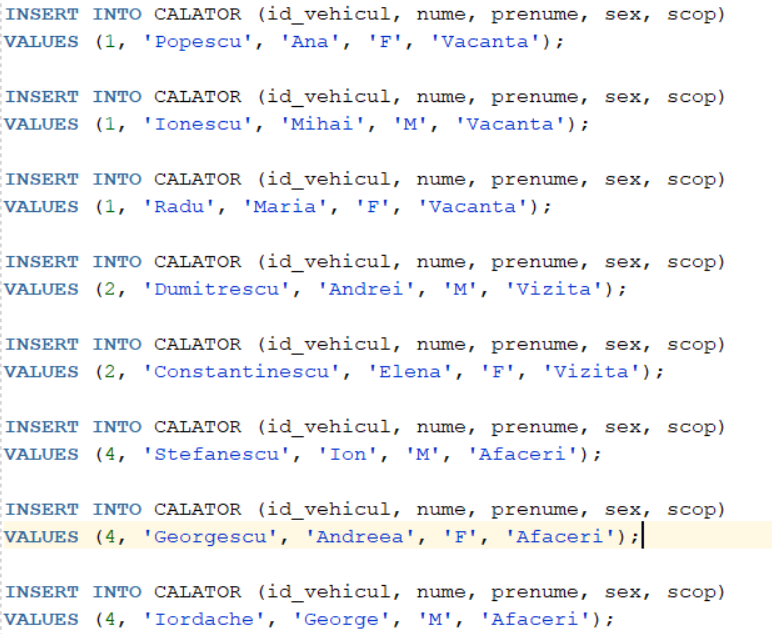 INSERT INTO CALATOR (id_vehicul, nume, prenume, sex, scop)
VALUES (1, 'Popescu', 'Ana', 'F', 'Vacanta');
INSERT INTO CALATOR (id_vehicul, nume, prenume, sex, scop)
VALUES (1, 'Ionescu', 'Mihai', 'M', 'Vacanta');
INSERT INTO CALATOR (id_vehicul, nume, prenume, sex, scop)
VALUES (1, 'Radu', 'Maria', 'F', 'Vacanta');
INSERT INTO CALATOR (id_vehicul, nume, prenume, sex, scop)
VALUES (2, 'Dumitrescu', 'Andrei', 'M', 'Vizita');
INSERT INTO CALATOR (id_vehicul, nume, prenume, sex, scop)
VALUES (2, 'Constantinescu', 'Elena', 'F', 'Vizita');
INSERT INTO CALATOR (id_vehicul, nume, prenume, sex, scop)
VALUES (4, 'Stefanescu', 'Ion', 'M', 'Afaceri');
INSERT INTO CALATOR (id_vehicul, nume, prenume, sex, scop)
VALUES (4, 'Georgescu', 'Andreea', 'F', 'Afaceri');
INSERT INTO CALATOR (id_vehicul, nume, prenume, sex, scop)
VALUES (4, 'Iordache', 'George', 'M', 'Afaceri');